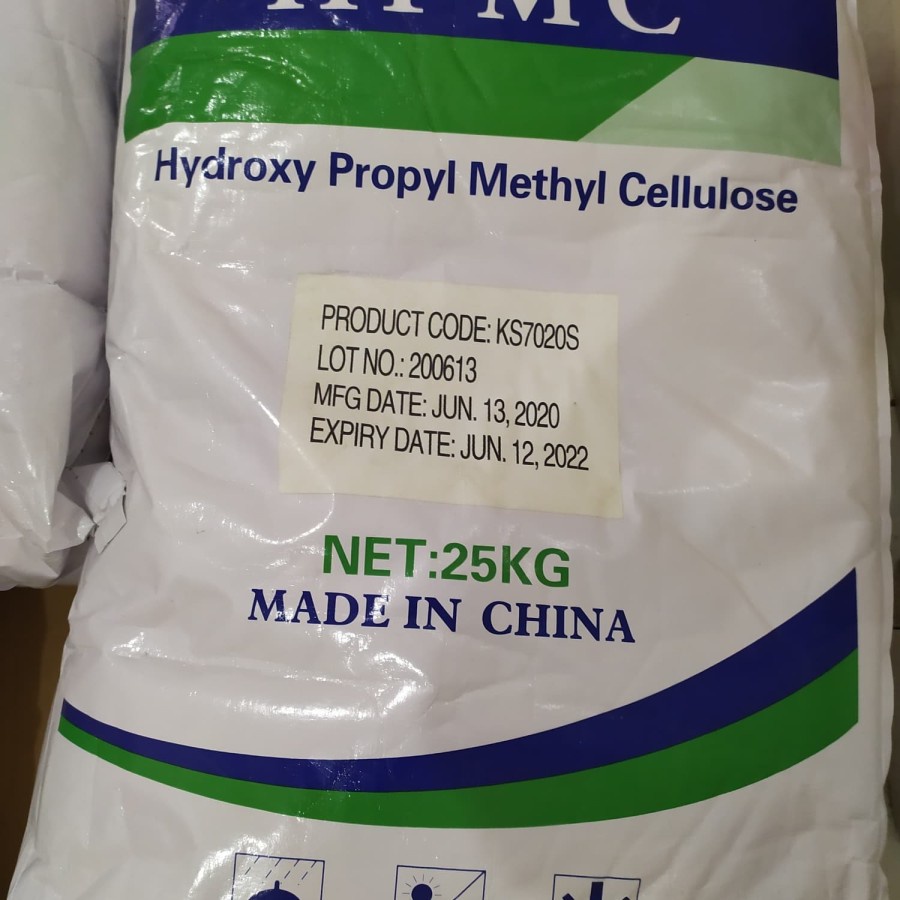 HPMC
Hydroxy Propyl Methyl Cellulose
PRODUCT CODE: KS7020S
LOT NO.: 200613
MFG DATE: JUN. 13, 2020
EXPIRY DATE: JUN. 12, 2022
NET:25KG
MADE IN CHINA